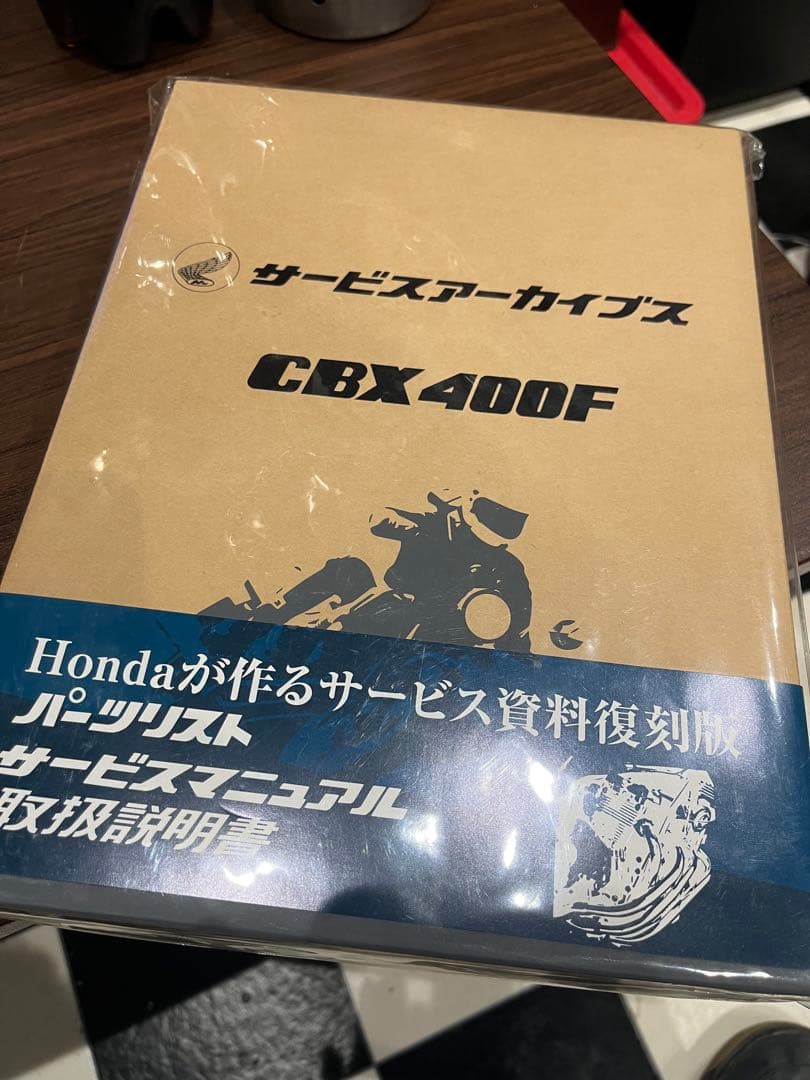 サービスアーカイブス
CBX400F
Hondaが作るサービス資料復刻版
パーツリスト
サービスマニュアル
取扱説明書